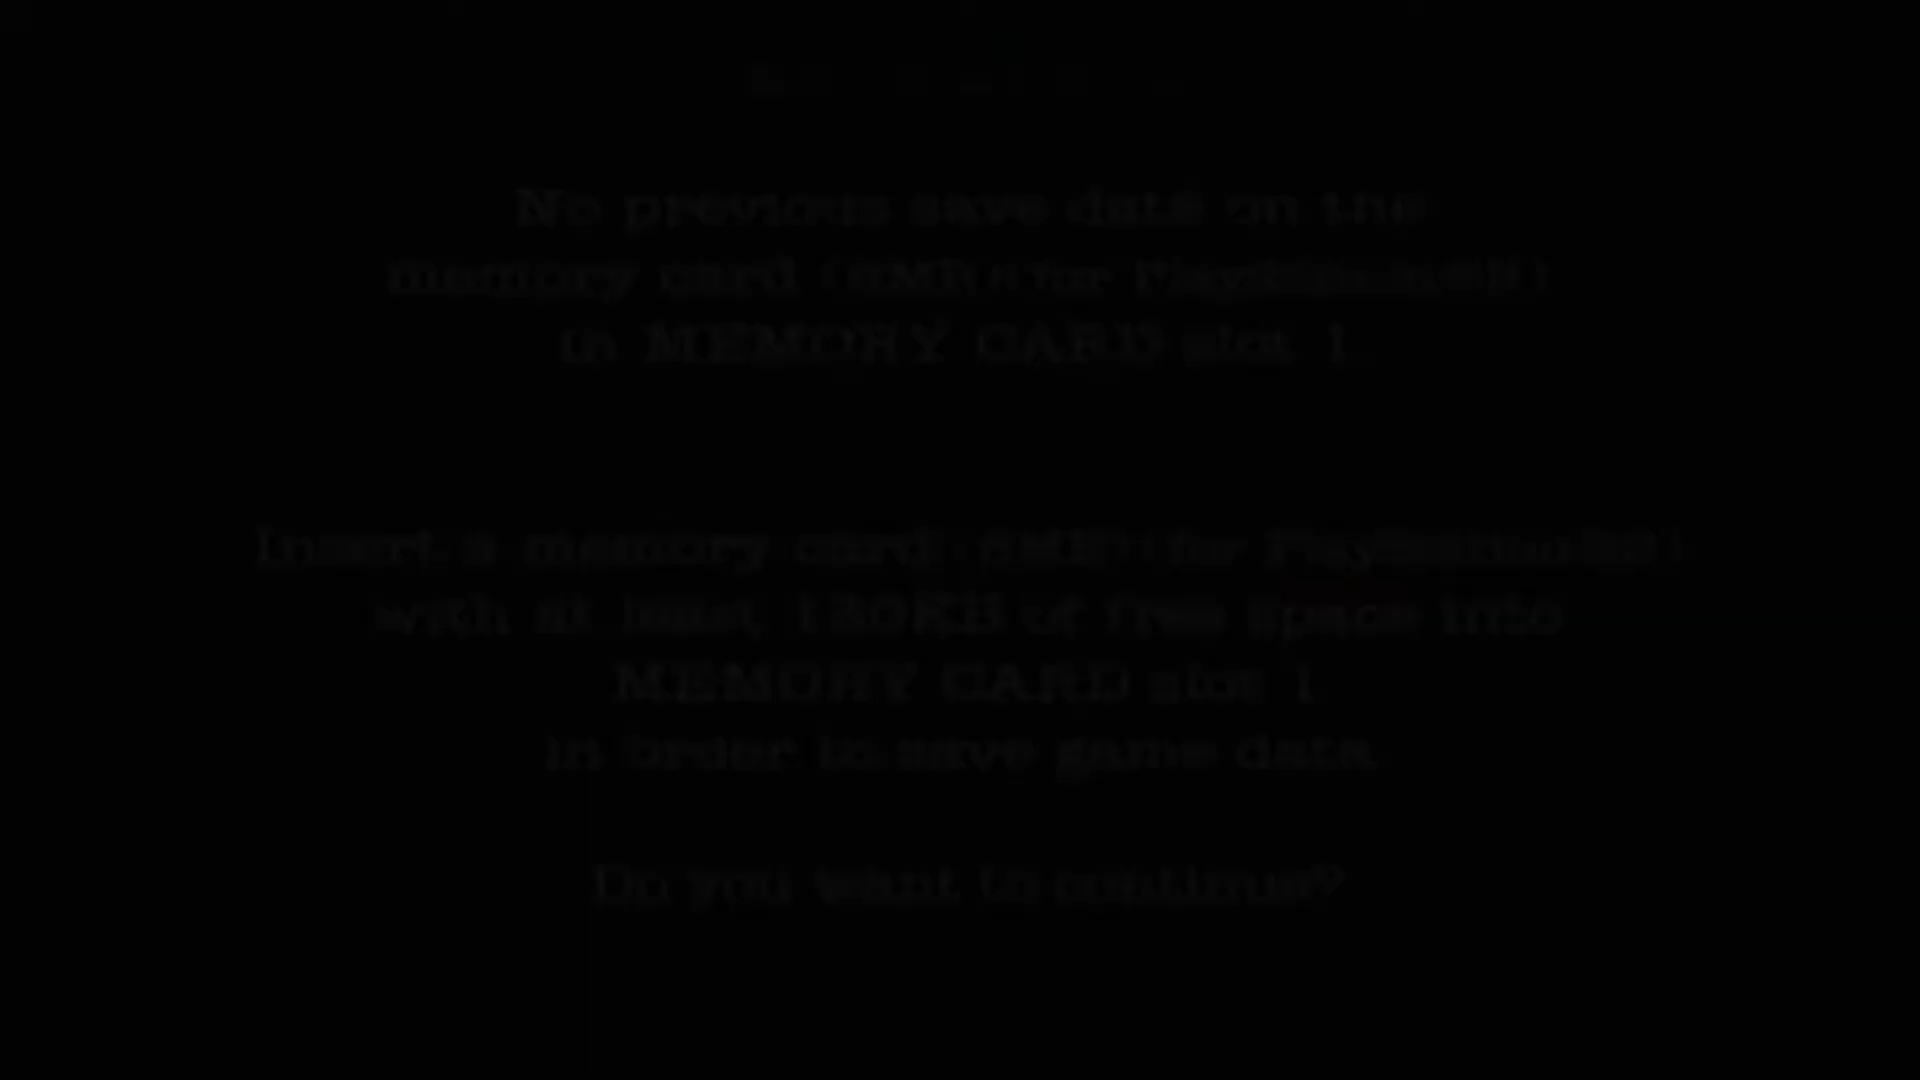 No previous save data on the
memory card (8MB)(for PlayStation®2)
in MEMORY CARD slot 1.
Insert a memory card (8MB)(for PlayStation®2)
with at least 180KB of free space into
MEMORY CARD slot 1
in order to save game data.
Do you want to continue?